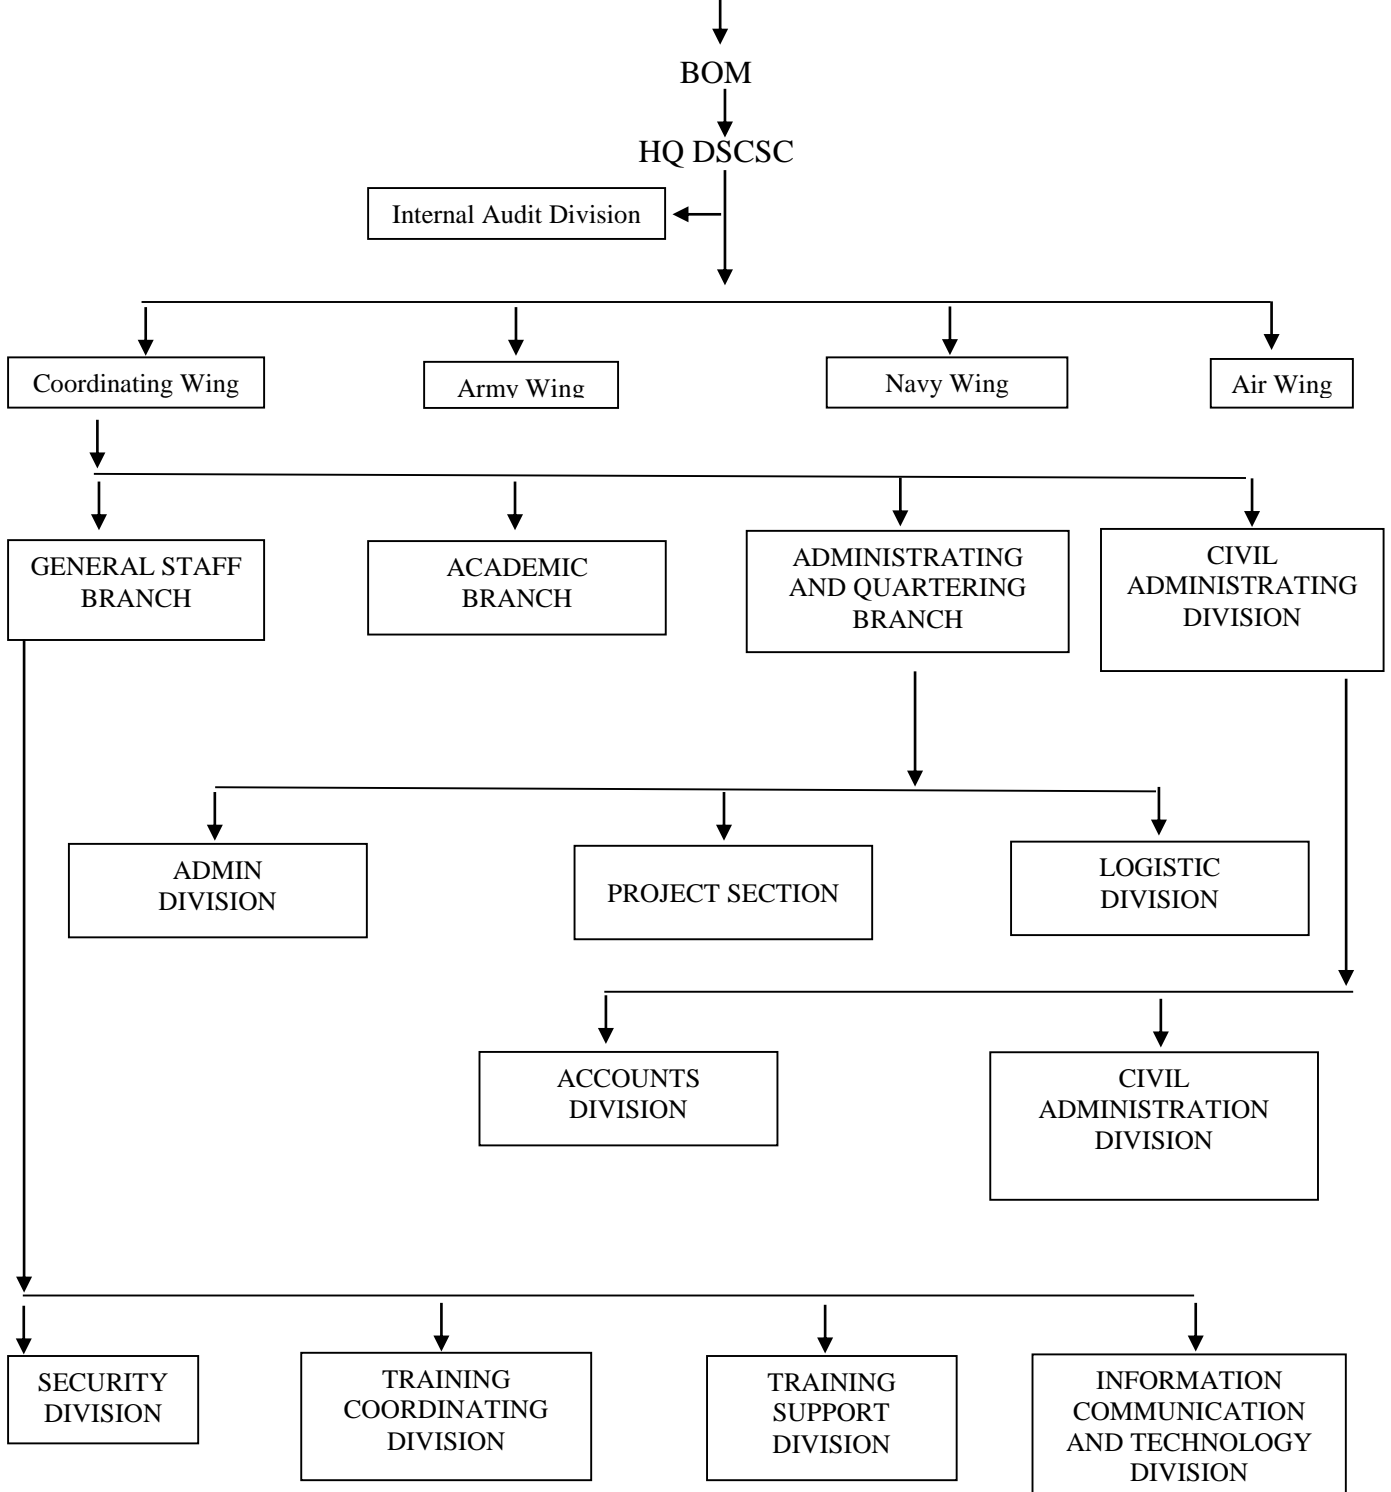 BOM
HQ DSCSC
Internal Audit Division
Coordinating Wing
Army Wing
Navy Wing
Air Wing
GENERAL STAFF
BRANCH
ACADEMIC
BRANCH
ADMINISTRATING
AND QUARTERING
BRANCH
CIVIL
ADMINISTRATING
DIVISION
ADMIN
DIVISION
PROJECT SECTION
LOGISTIC
DIVISION
ACCOUNTS
DIVISION
CIVIL
ADMINISTRATION
DIVISION
SECURITY
DIVISION
TRAINING
COORDINATING
DIVISION
TRAINING
SUPPORT
DIVISION
INFORMATION
COMMUNICATION
AND TECHNOLOGY
DIVISION